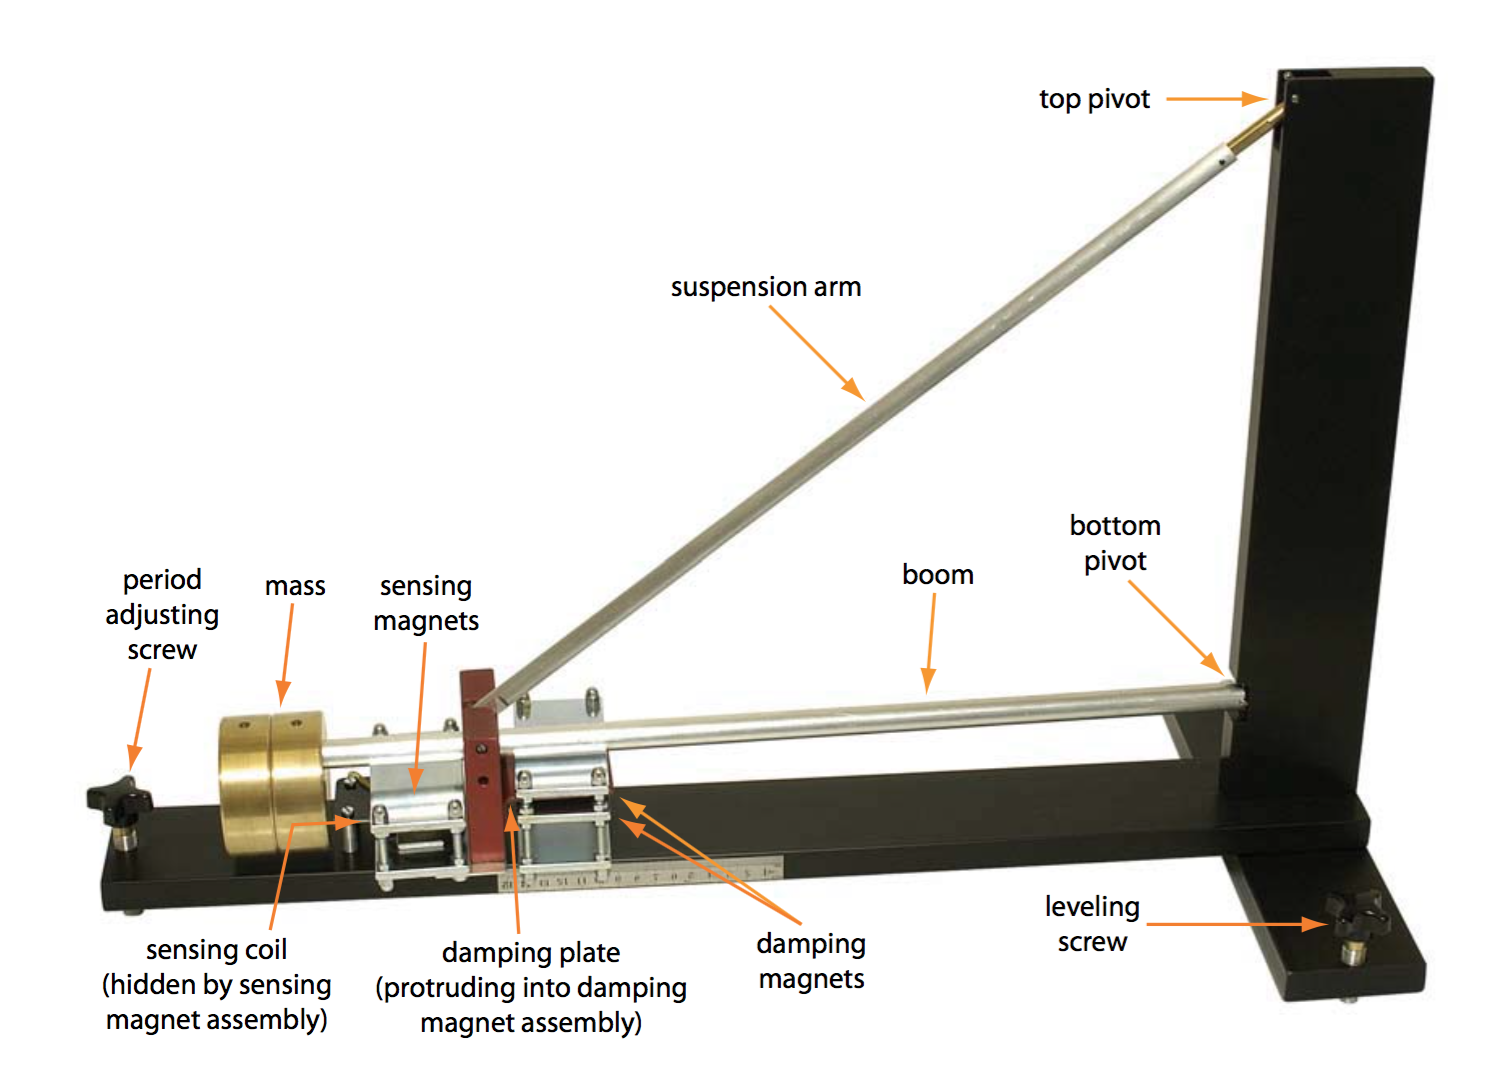 top pivot
suspension arm
bottom
pivot
boom
period
adjusting
screw
mass
sensing
magnets
leveling
screw
sensing coil
(hidden by sensing
magnet assembly)
damping plate
(protruding into damping
magnet assembly)
damping
magnets